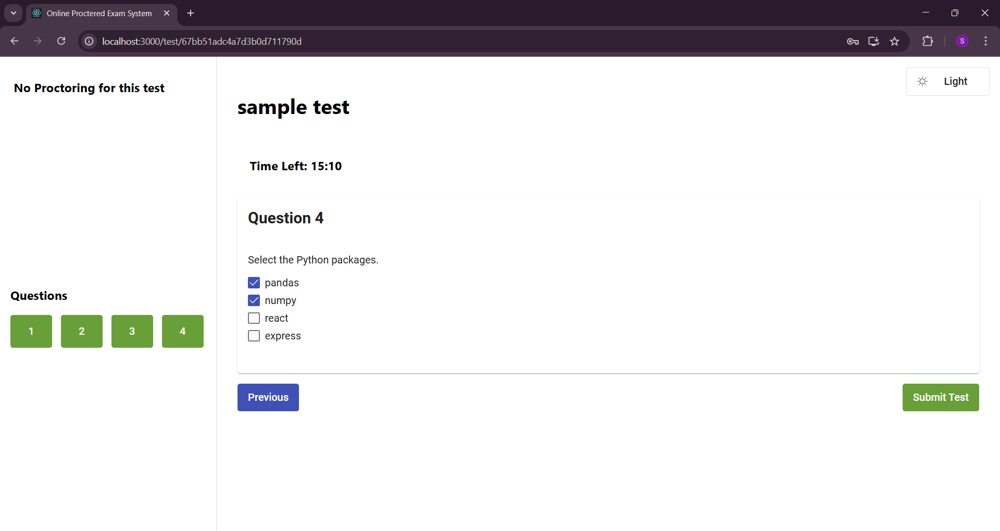 Online Proctered Exam System
localhost:3000/test/67bb51adc4a7d3b0d711790d
S
No Proctoring for this test
Light
sample test
Time Left: 15:10
Question 4
Select the Python packages.
pandas
numpy
react
express
Questions
1 2 3 4
Previous
Submit Test